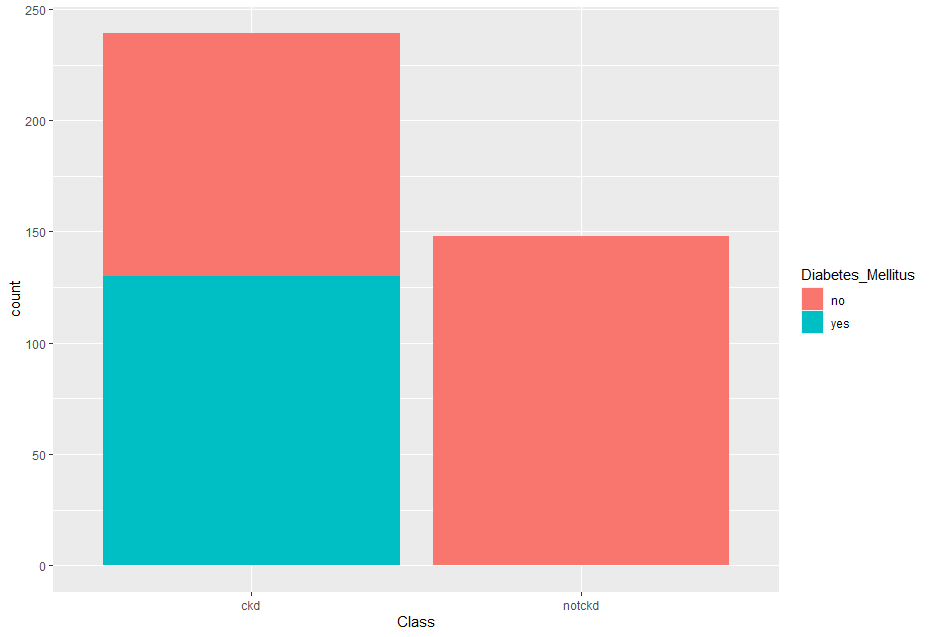 250
200
150
100
50
0
count
ckd
notckd
Class
Diabetes_Mellitus
no
yes